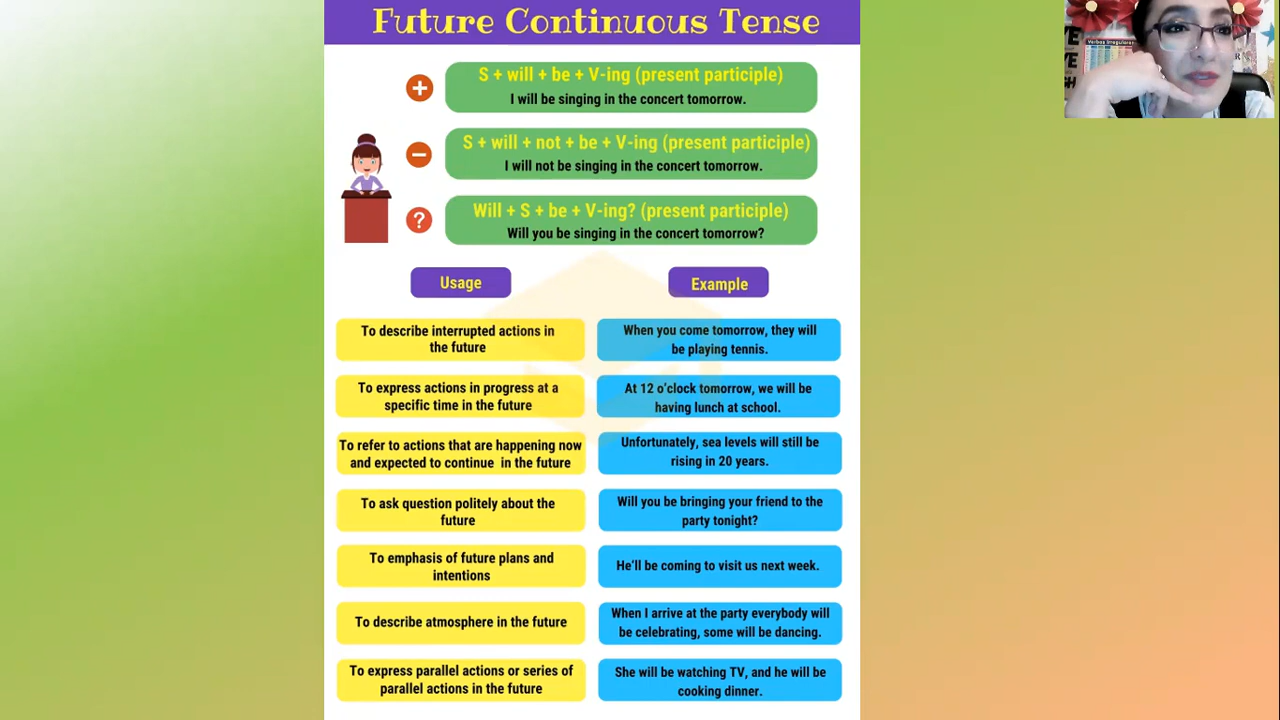 Future Continuous Tense
S + will + be + V-ing (present participle)
I will be singing in the concert tomorrow.
S + will + not + be + V-ing (present participle)
I will not be singing in the concert tomorrow.
Will + S + be + V-ing? (present participle)
Will you be singing in the concert tomorrow?
Usage
Example
To describe interrupted actions in
the future
When you come tomorrow, they will
be playing tennis.
To express actions in progress at a
specific time in the future
At 12 o'clock tomorrow, we will be
having lunch at school.
To refer to actions that are happening now
and expected to continue in the future
Unfortunately, sea levels will still be
rising in 20 years.
To ask question politely about the
future
Will you be bringing your friend to the
party tonight?
To emphasis of future plans and
intentions
He'll be coming to visit us next week.
To describe atmosphere in the future
When I arrive at the party everybody will
be celebrating, some will be dancing.
To express parallel actions or series of
parallel actions in the future
She will be watching TV, and he will be
cooking dinner.